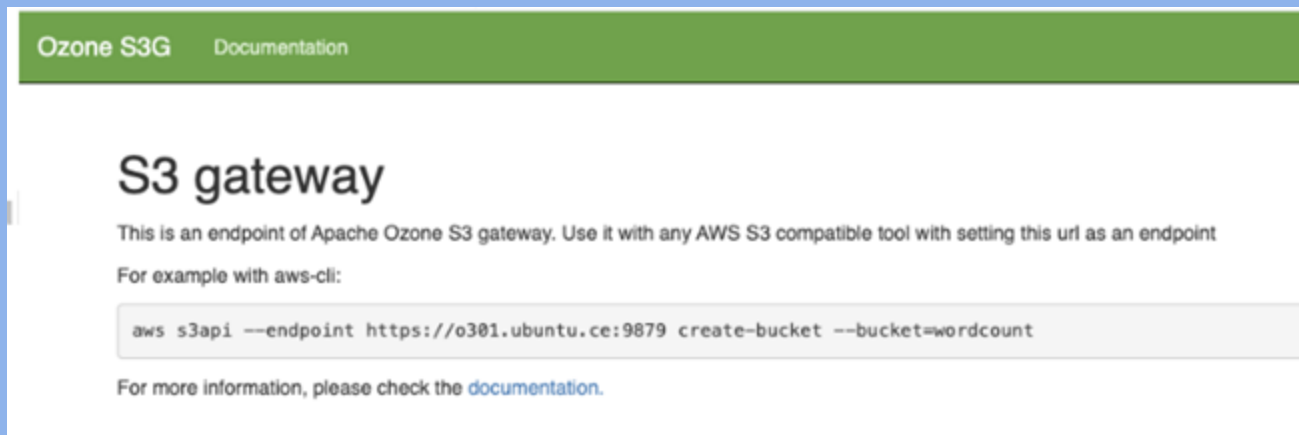 Ozone S3G Documentation
S3 gateway
This is an endpoint of Apache Ozone S3 gateway. Use it with any AWS S3 compatible tool with setting this url as an endpoint
For example with aws-cli:
aws s3api --endpoint https://o301.ubuntu.ce:9879 create-bucket --bucket=wordcount
For more information, please check the documentation.